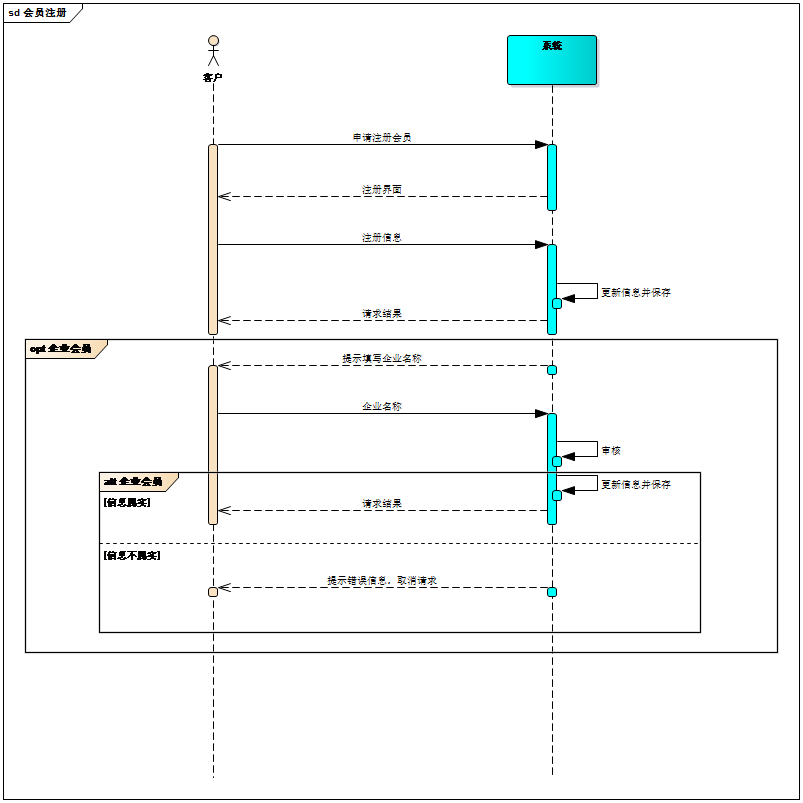 sd 会员注册
客户
系统
申请注册会员
注册界面
注册信息
更新信息并保存
请求结果
opt 企业会员
提示填写企业名称
企业名称
审核
alt 企业会员
更新信息并保存
[信息属实]
请求结果
[信息不属实]
提示错误信息，取消请求